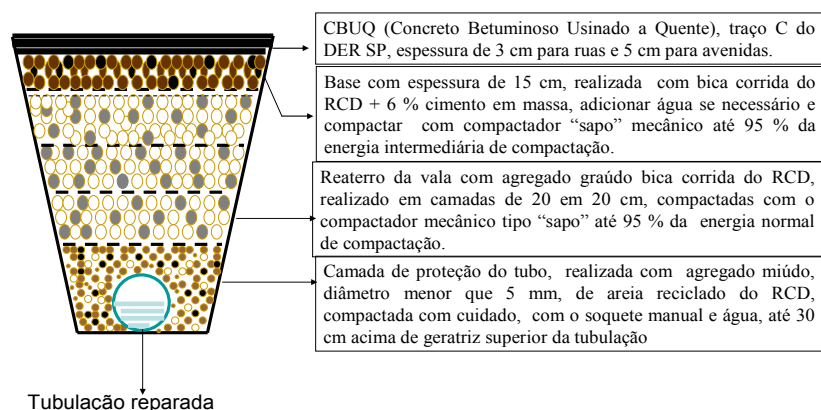 CBUQ (Concreto Betuminoso Usinado a Quente), traço C do
DER SP, espessura de 3 cm para ruas e 5 cm para avenidas.
Base com espessura de 15 cm, realizada com bica corrida do
RCD + 6 % cimento em massa, adicionar água se necessário e
compactar com compactador “sapo” mecânico até 95 % da
energia intermediária de compactação.
Reaterro da vala com agregado graúdo bica corrida do RCD,
realizado em camadas de 20 em 20 cm, compactadas com o
compactador mecânico tipo “sapo” até 95 % da energia normal
de compactação.
Camada de proteção do tubo, realizada com agregado miúdo,
diâmetro menor que 5 mm, de areia reciclado do RCD,
compactada com cuidado, com o soquete manual e água, até 30
cm acima de geratriz superior da tubulação
Tubulação reparada